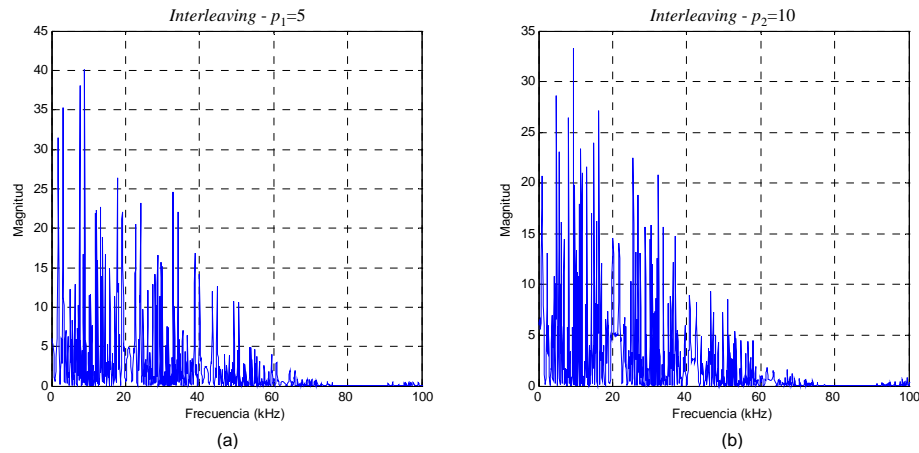 Interleaving - p1=5
45
40
35
30
25
20
15
10
5
0
Magnitud
0 20 40 60 80 100
Frecuencia (kHz)
(a)
Interleaving - p2=10
35
30
25
20
15
10
5
0
Magnitud
0 20 40 60 80 100
Frecuencia (kHz)
(b)